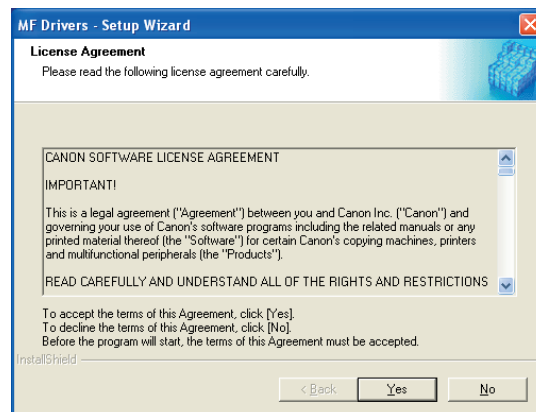 MF Drivers - Setup Wizard
License Agreement
Please read the following license agreement carefully.
CANON SOFTWARE LICENSE AGREEMENT
IMPORTANT!
This is a legal agreement ("Agreement") between you and Canon Inc. ("Canon") and
governing your use of Canon's software programs including the related manuals or any
printed material thereof (the "Software") for certain Canon's copying machines, printers
and multifunctional peripherals (the "Products").
READ CAREFULLY AND UNDERSTAND ALL OF THE RIGHTS AND RESTRICTIONS
To accept the terms of this Agreement, click [Yes].
To decline the terms of this Agreement, click [No].
Before the program will start, the terms of this Agreement must be accepted.
InstallShield
< Back Yes No